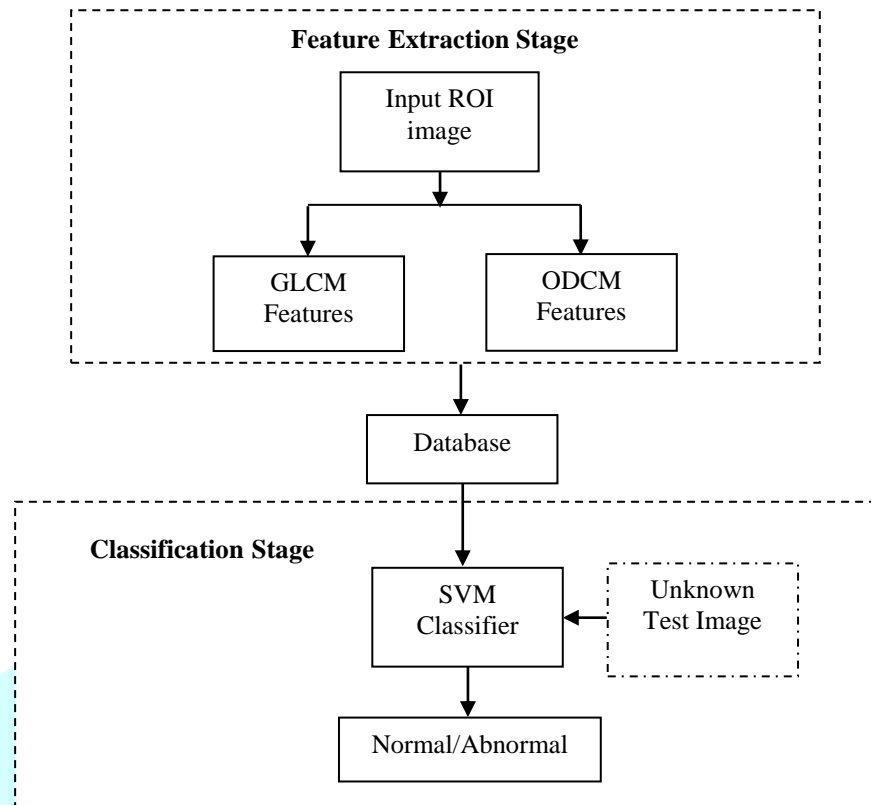 Feature Extraction Stage
Input ROI
image
GLCM
Features
ODCM
Features
Database
Classification Stage
SVM
Classifier
Unknown
Test Image
Normal/Abnormal